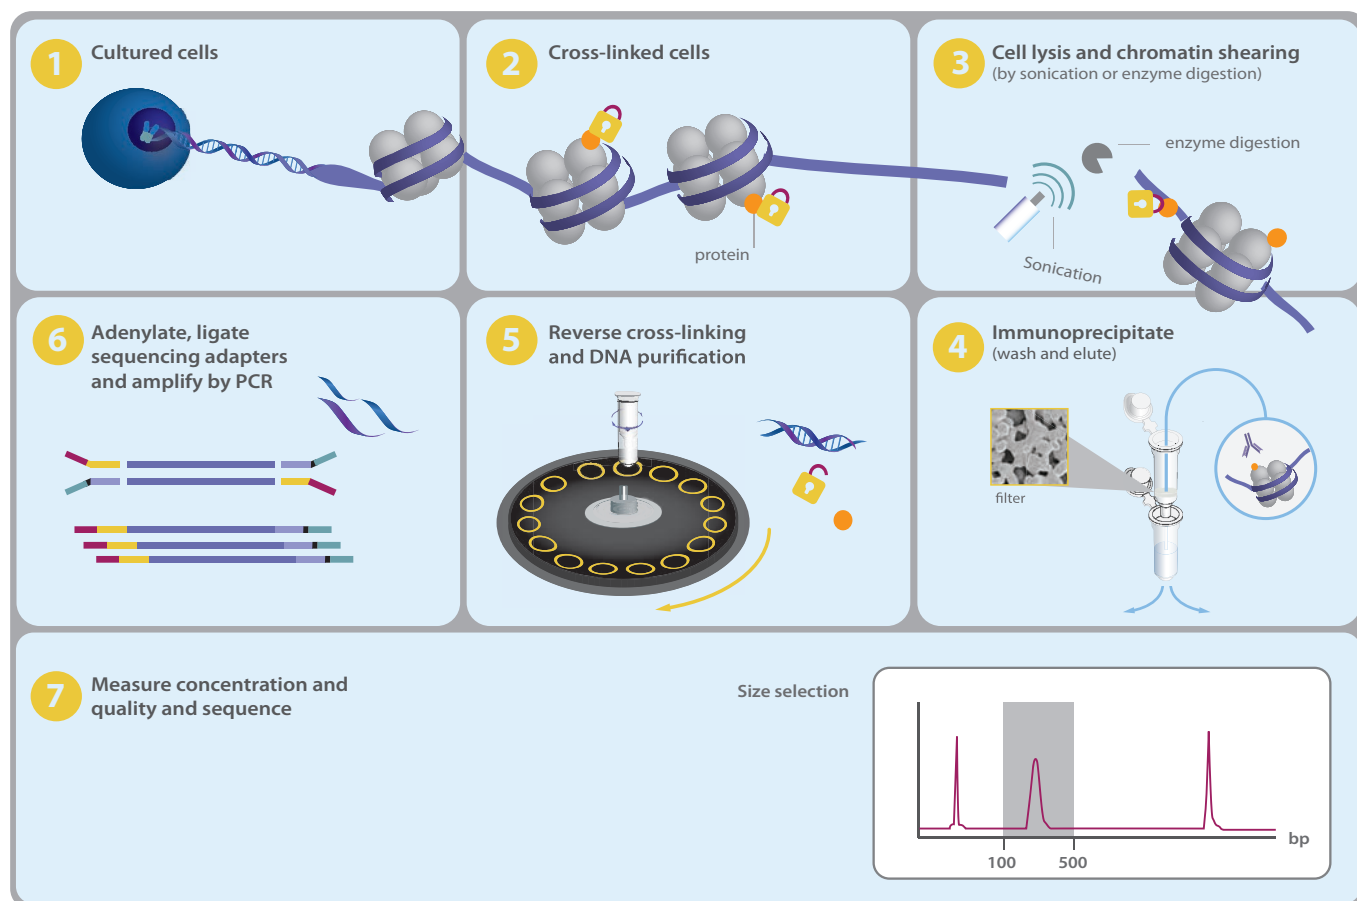 1
Cultured cells
2
Cross-linked cells
protein
3
Cell lysis and chromatin shearing
(by sonication or enzyme digestion)
enzyme digestion
Sonication
6
Adenylate, ligate
sequencing adapters
and amplify by PCR
5
Reverse cross-linking
and DNA purification
4
Immunoprecipitate
(wash and elute)
filter
7
Measure concentration and
quality and sequence
Size selection
bp
100 500